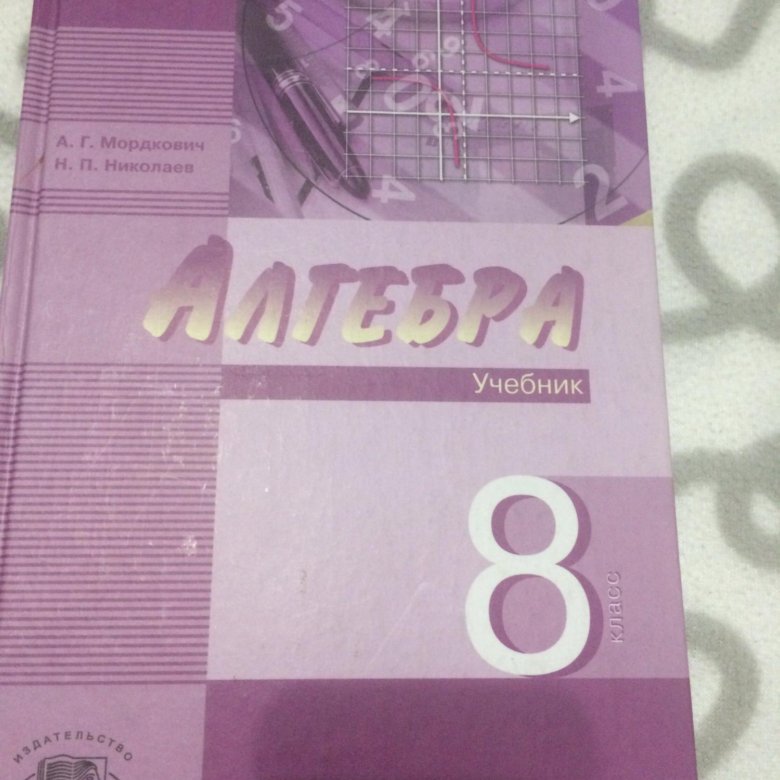 А. Г. Мордкович
Н. П. Николаев
АЛГЕБРА
Учебник
8
класс
ИЗДАТЕЛЬСТВО